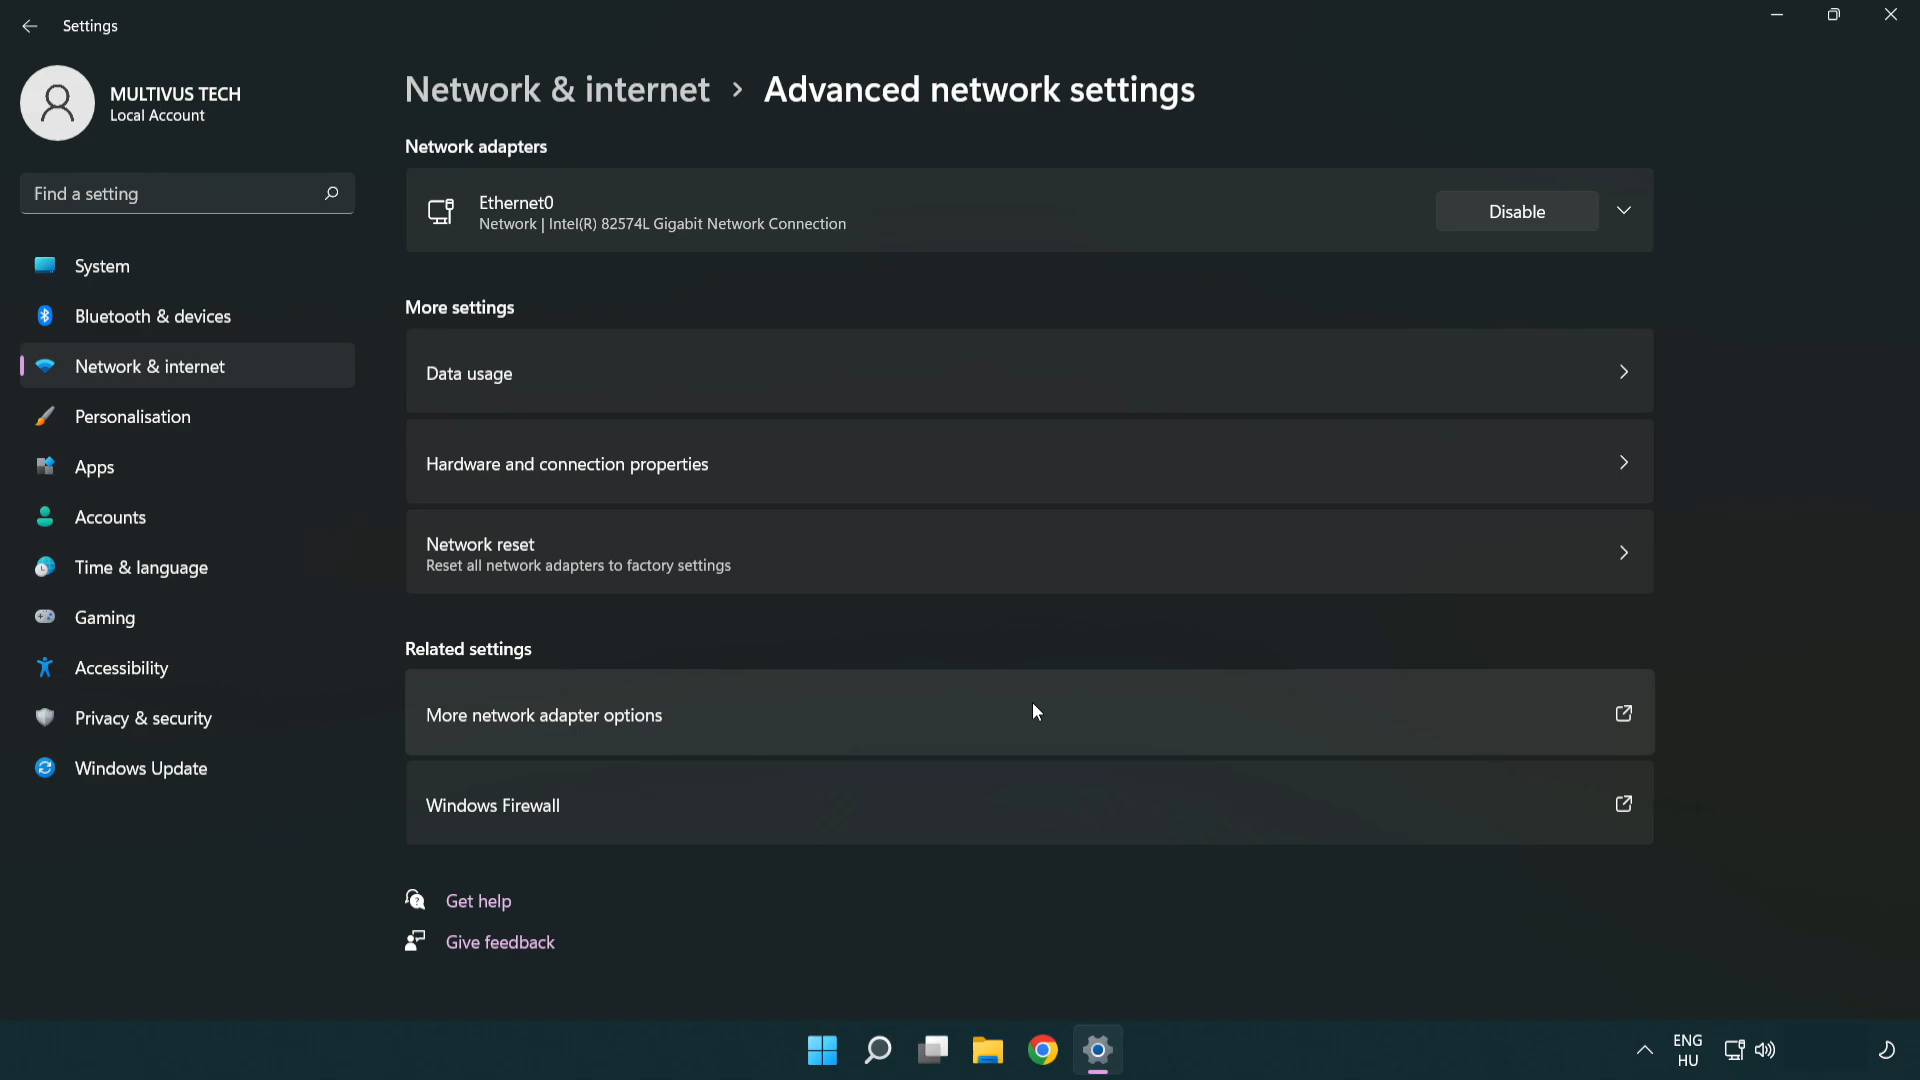 Settings
MULTIVUS TECH
Local Account
Find a setting
System
Bluetooth & devices
Network & internet
Personalisation
Apps
Accounts
Time & language
Gaming
Accessibility
Privacy & security
Windows Update
Network & internet > Advanced network settings
Network adapters
Ethernet0
Network | Intel(R) 82574L Gigabit Network Connection
Disable
More settings
Data usage
Hardware and connection properties
Network reset
Reset all network adapters to factory settings
Related settings
More network adapter options
Windows Firewall
Get help
Give feedback
ENG
HU